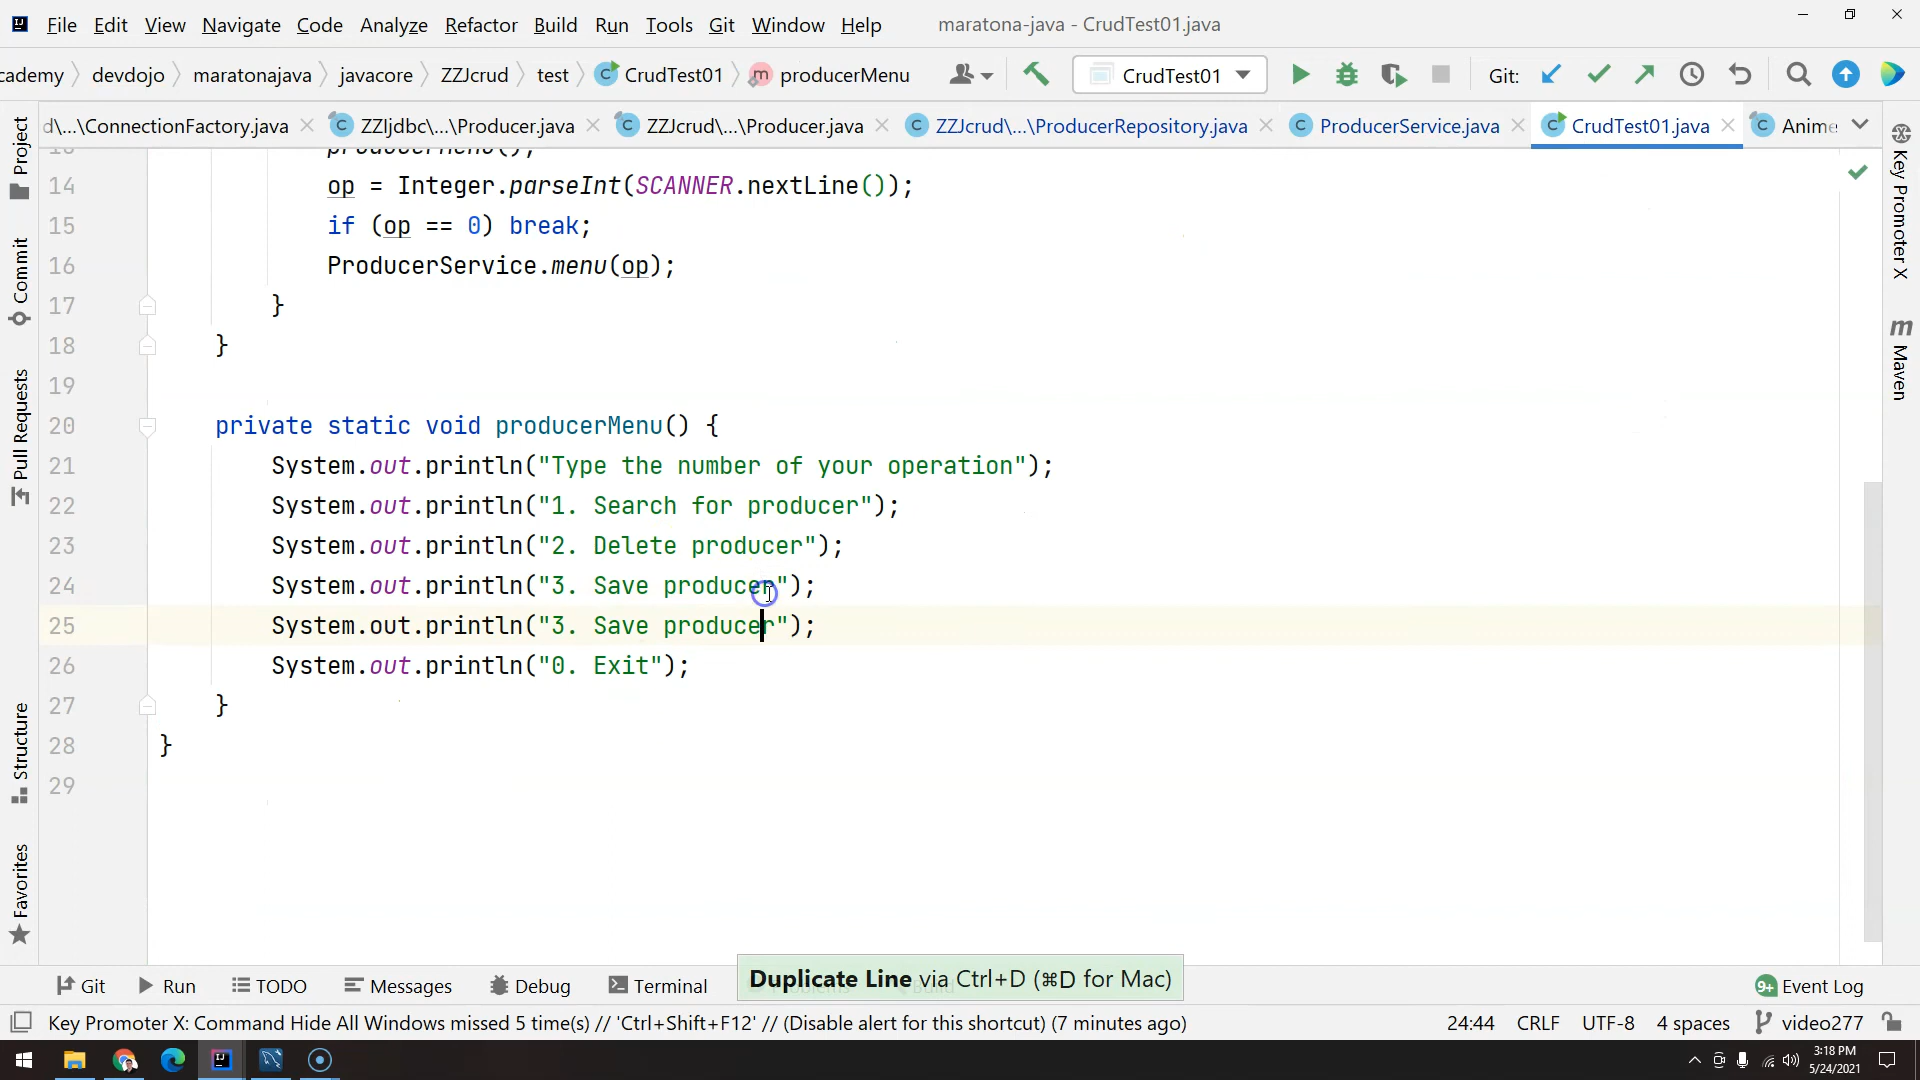 File Edit View Navigate Code Analyze Refactor Build Run Tools Git Window Help maratona-java - CrudTest01.java
cademy devdojo maratonajava javacore ZZJcrud test CrudTest01 producerMenu CrudTest01 Git:
d\...\ConnectionFactory.java ZZIjdbc\...\Producer.java ZZJcrud\...\Producer.java ZZJcrud\...\ProducerRepository.java ProducerService.java CrudTest01.java Anime
producerMenu();
14 op = Integer.parseInt(SCANNER.nextLine());
15 if (op == 0) break;
16 ProducerService.menu(op);
17 }
18 }
19
20 private static void producerMenu() {
21 System.out.println("Type the number of your operation");
22 System.out.println("1. Search for producer");
23 System.out.println("2. Delete producer");
24 System.out.println("3. Save producer");
25 System.out.println("3. Save producer");
26 System.out.println("0. Exit");
27 }
28 }
29
Project
Commit
Pull Requests
Structure
Favorites
Key Promoter X
Maven
Git Run TODO Messages Debug Terminal Event Log
Duplicate Line via Ctrl+D (⌘D for Mac)
Key Promoter X: Command Hide All Windows missed 5 time(s) // 'Ctrl+Shift+F12' // (Disable alert for this shortcut) (7 minutes ago) 24:44 CRLF UTF-8 4 spaces video277
3:18 PM
5/24/2021